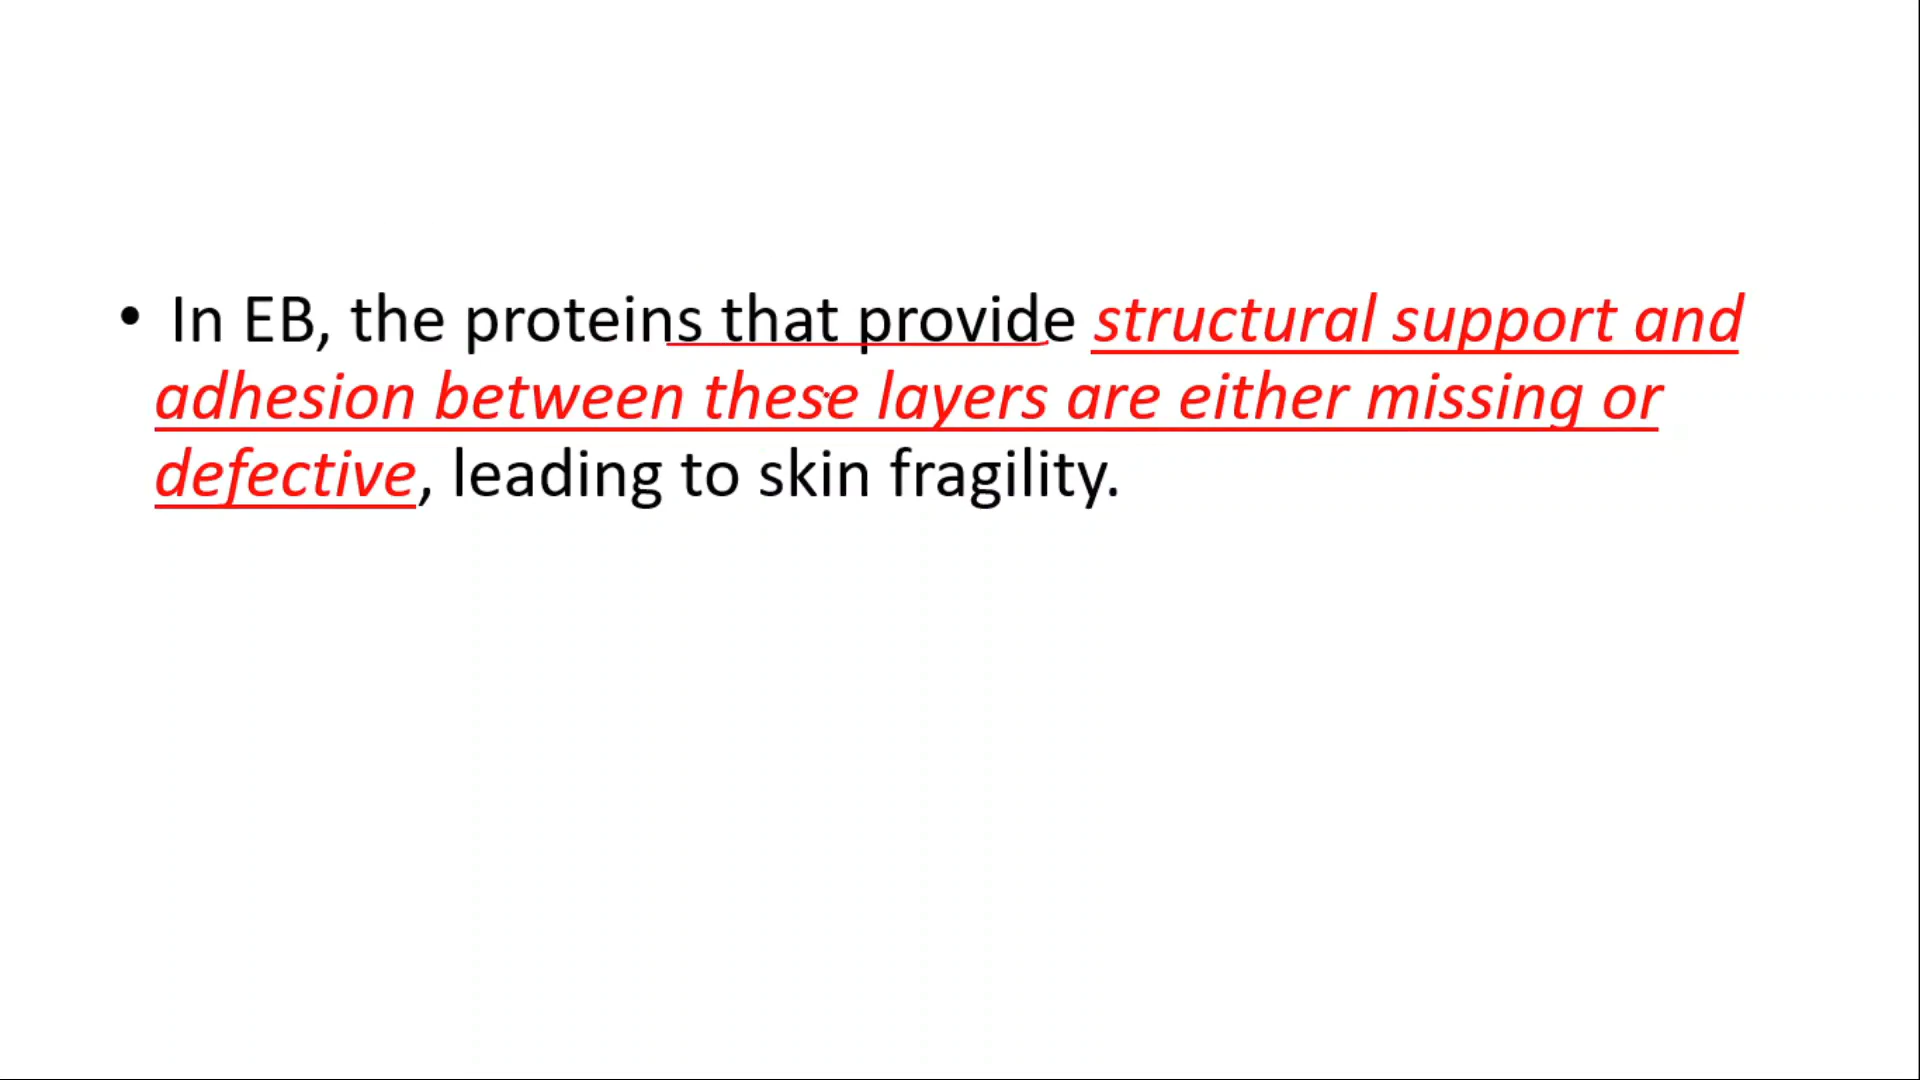 • In EB, the proteins that provide structural support and
adhesion between these layers are either missing or
defective, leading to skin fragility.